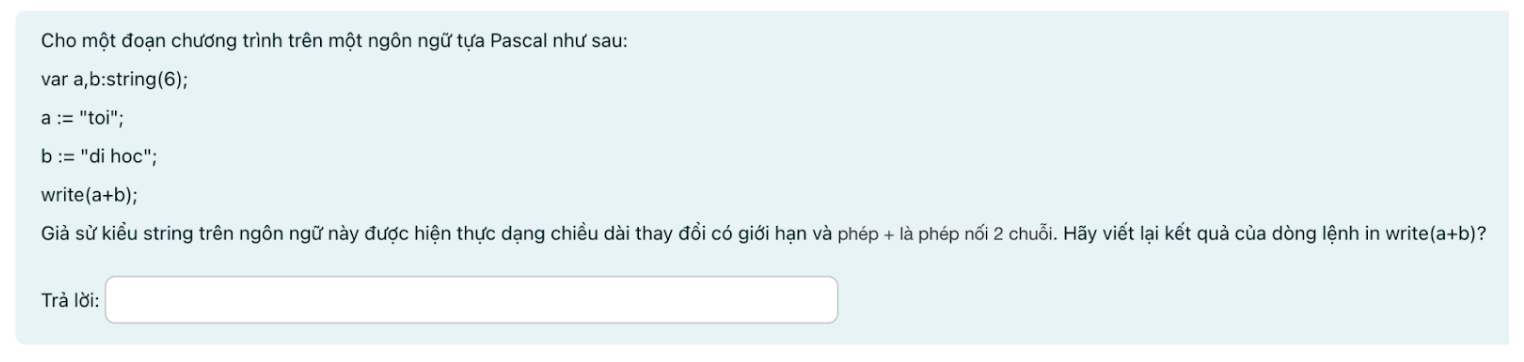 Cho một đoạn chương trình trên một ngôn ngữ tựa Pascal như sau:
var a,b:string(6);
a := "toi";
b := "di hoc";
write(a+b);
Giả sử kiểu string trên ngôn ngữ này được hiện thực dạng chiều dài thay đổi có giới hạn và phép + là phép nối 2 chuỗi. Hãy viết lại kết quả của dòng lệnh in write(a+b)?
Trả lời: